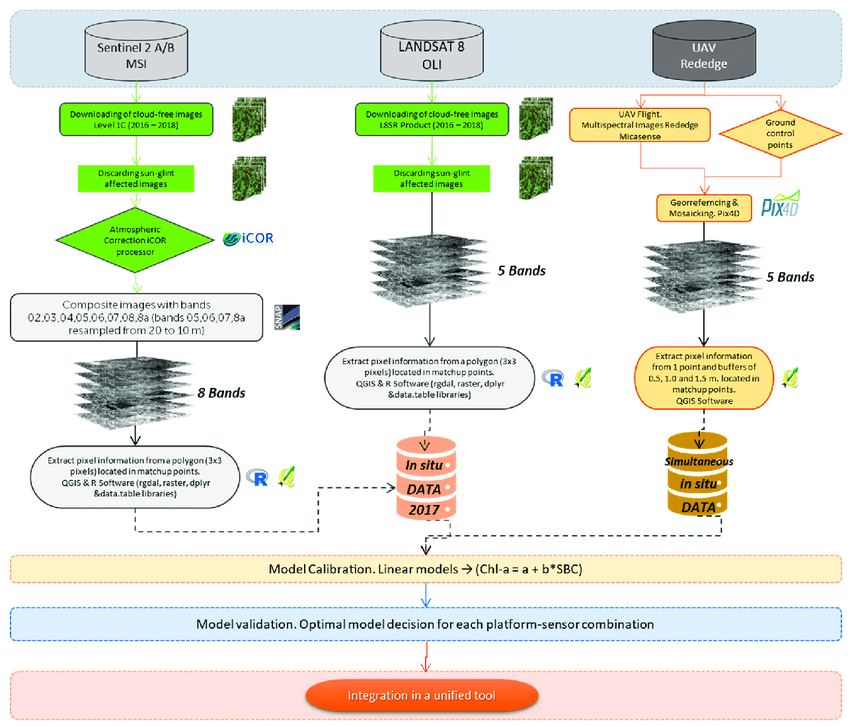 Sentinel 2 A/B
MSI
LANDSAT 8
OLI
UAV
Rededge
Downloading of cloud-free images
Level 1C (2016 – 2018)
Downloading of cloud-free images
L8SR Product (2016 – 2018)
UAV Flight.
Multispectral Images Rededge
Micasense
Ground
control
points
Discarding sun-glint
affected images
Discarding sun-glint
affected images
Georreferncing &
Mosaicking. Pix4D
PIX4D
Atmospheric
Correction iCOR
processor
iCOR
5 Bands
5 Bands
Composite images with bands
02,03,04,05,06,07,08,8a (bands 05,06,07,8a
resampled from 20 to 10 m)
SNAP
8 Bands
Extract pixel information from a polygon (3x3
pixels) located in matchup points.
QGIS & R Software (rgdal, raster, dplyr
&data.table libraries)
R
Extract pixel information
from 1 point and buffers of
0.5, 1.0 and 1.5 m. located in
matchup points.
QGIS Software
Extract pixel information from a polygon (3x3
pixels) located in matchup points.
QGIS & R Software (rgdal, raster, dplyr
&data.table libraries)
R
In situ
DATA
2017
Simultaneous
in situ
DATA
Model Calibration. Linear models → (Chl-a = a + b*SBC)
Model validation. Optimal model decision for each platform-sensor combination
Integration in a unified tool